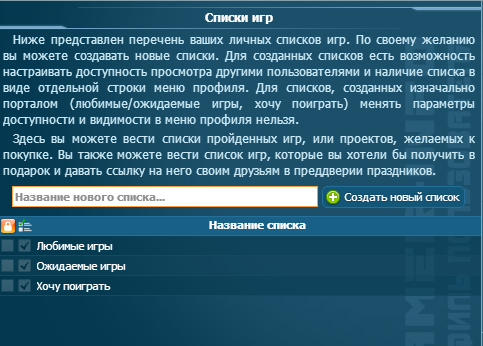 Списки игр
Ниже представлен перечень ваших личных списков игр. По своему желанию
вы можете создавать новые списки. Для созданных списков есть возможность
настраивать доступность просмотра другими пользователями и наличие списка в
виде отдельной строки меню профиля. Для списков, созданных изначально
порталом (любимые/ожидаемые игры, хочу поиграть) менять параметры
доступности и видимости в меню профиля нельзя.
Здесь вы можете вести списки пройденных игр, или проектов, желаемых к
покупке. Вы также можете вести список игр, которые вы хотели бы получить в
подарок и давать ссылку на него своим друзьям в преддверии праздников.
Название нового списка... Создать новый список
Название списка
Любимые игры
Ожидаемые игры
Хочу поиграть